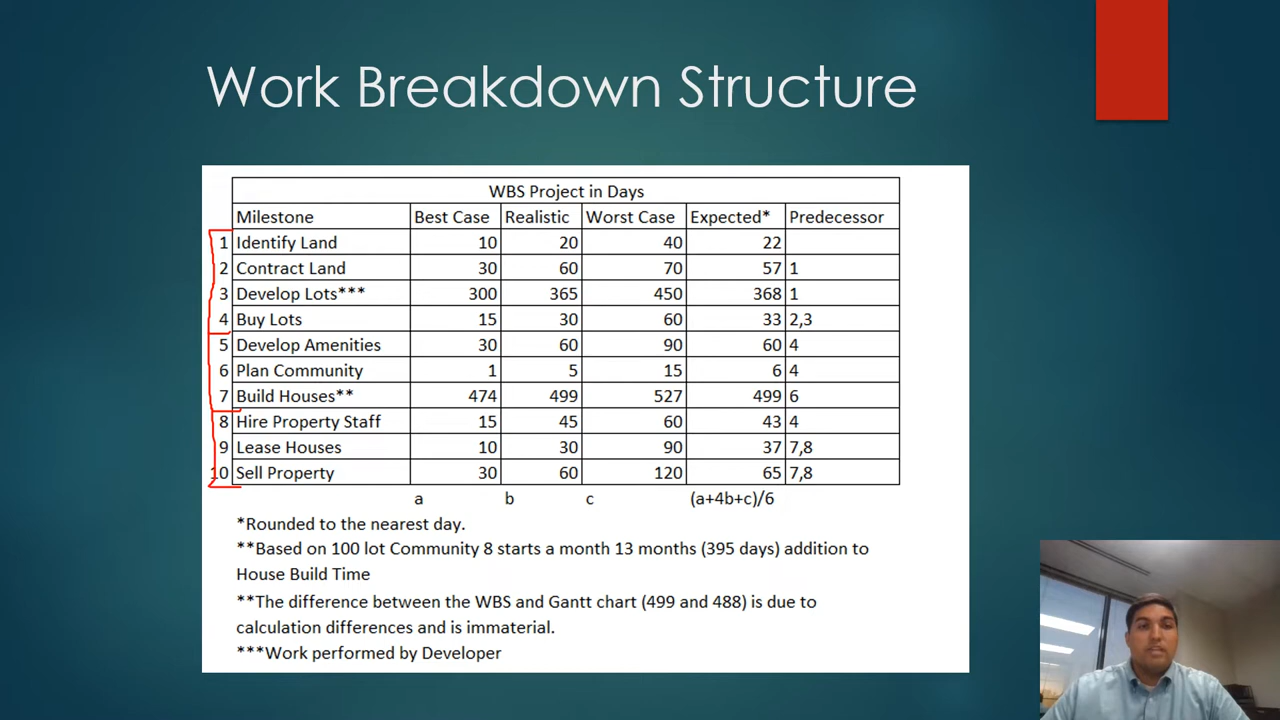 Work Breakdown Structure
WBS Project in Days
Milestone Best Case Realistic Worst Case Expected* Predecessor
1 Identify Land 10 20 40 22
2 Contract Land 30 60 70 57 1
3 Develop Lots*** 300 365 450 368 1
4 Buy Lots 15 30 60 33 2,3
5 Develop Amenities 30 60 90 60 4
6 Plan Community 1 5 15 6 4
7 Build Houses** 474 499 527 499 6
8 Hire Property Staff 15 45 60 43 4
9 Lease Houses 10 30 90 37 7,8
10 Sell Property 30 60 120 65 7,8
a b c (a+4b+c)/6
*Rounded to the nearest day.
**Based on 100 lot Community 8 starts a month 13 months (395 days) addition to
House Build Time
**The difference between the WBS and Gantt chart (499 and 488) is due to
calculation differences and is immaterial.
***Work performed by Developer